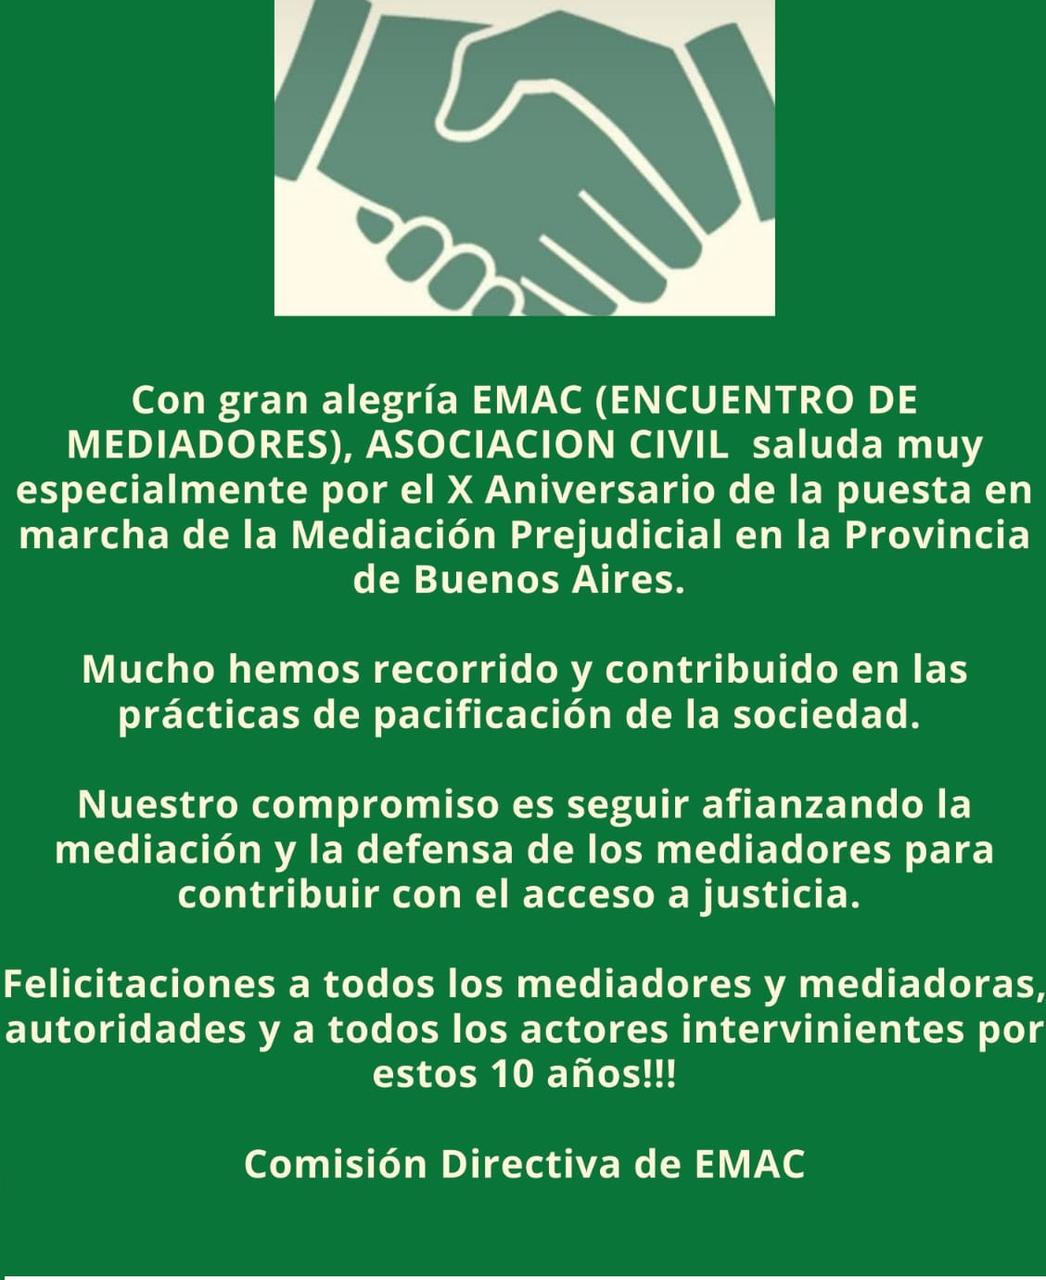 Con gran alegría EMAC (ENCUENTRO DE
MEDIADORES), ASOCIACION CIVIL  saluda muy
especialmente por el X Aniversario de la puesta en
marcha de la Mediación Prejudicial en la Provincia
de Buenos Aires.
Mucho hemos recorrido y contribuido en las
prácticas de pacificación de la sociedad.
Nuestro compromiso es seguir afianzando la
mediación y la defensa de los mediadores para
contribuir con el acceso a justicia.
Felicitaciones a todos los mediadores y mediadoras,
autoridades y a todos los actores intervinientes por
estos 10 años!!!
Comisión Directiva de EMAC